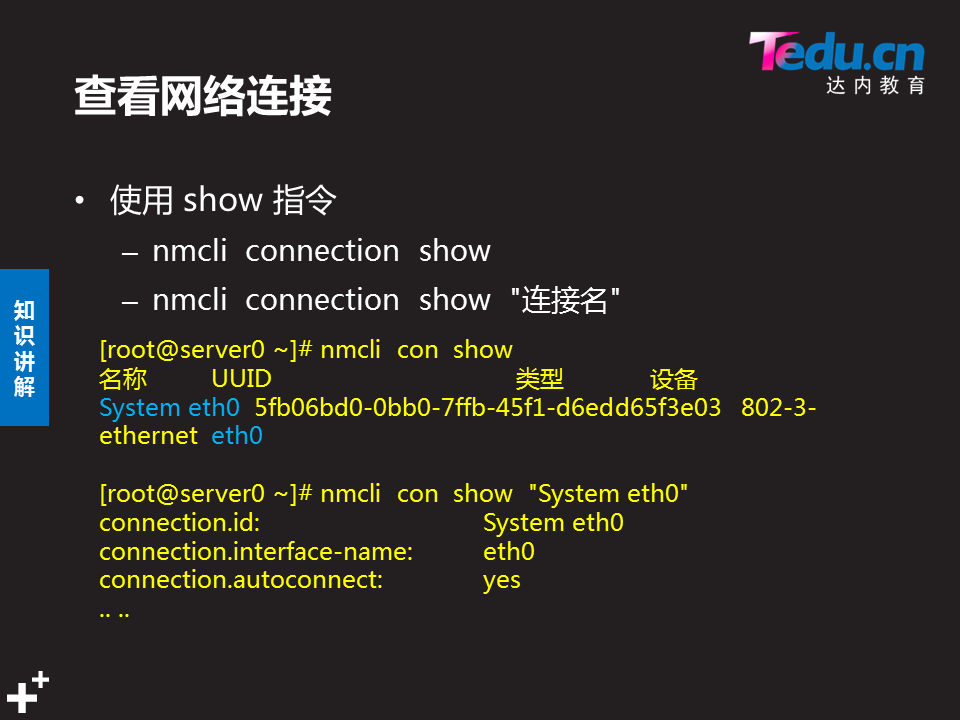 Tedu.cn
达内教育
查看网络连接
• 使用 show 指令
– nmcli connection show
– nmcli connection show "连接名"
知
识
讲
解
[root@server0 ~]# nmcli con show
名称 UUID 类型 设备
System eth0 5fb06bd0-0bb0-7ffb-45f1-d6edd65f3e03 802-3-
ethernet eth0
[root@server0 ~]# nmcli con show "System eth0"
connection.id: System eth0
connection.interface-name: eth0
connection.autoconnect: yes
.. ..